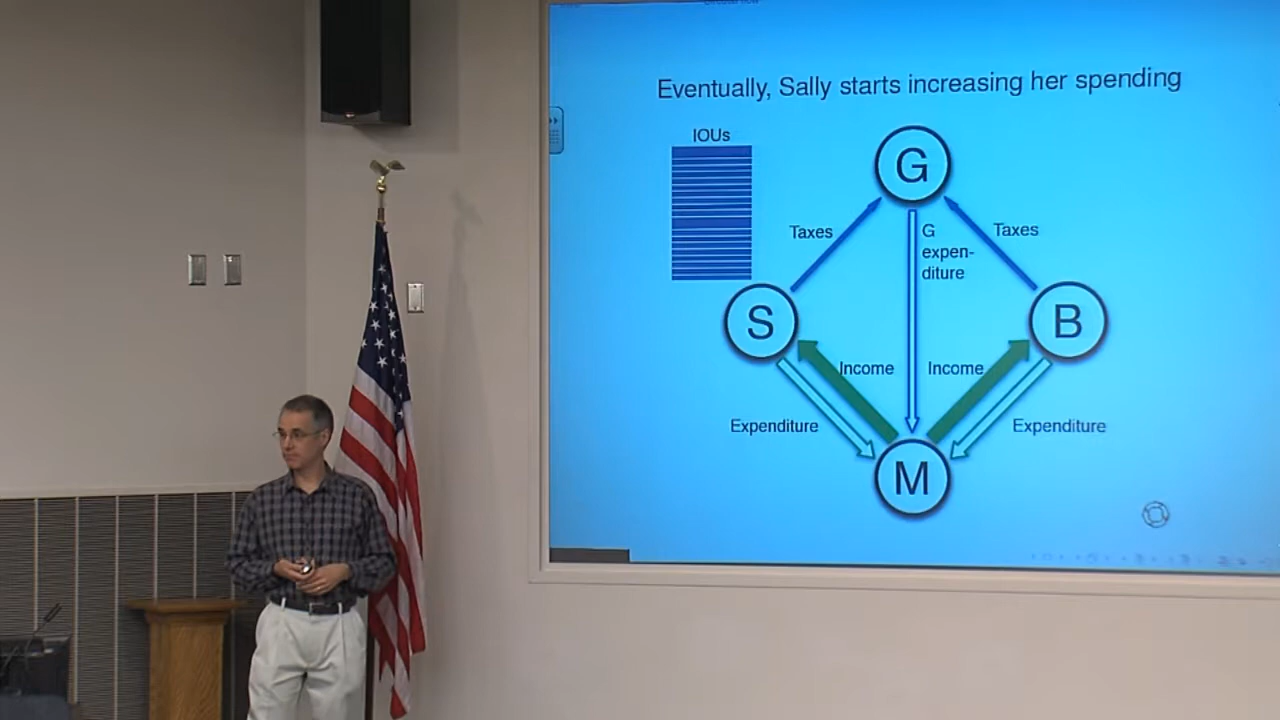 Eventually, Sally starts increasing her spending
IOUs
G
Taxes
G
expen-
diture
Taxes
S
B
Income
Income
Expenditure
Expenditure
M